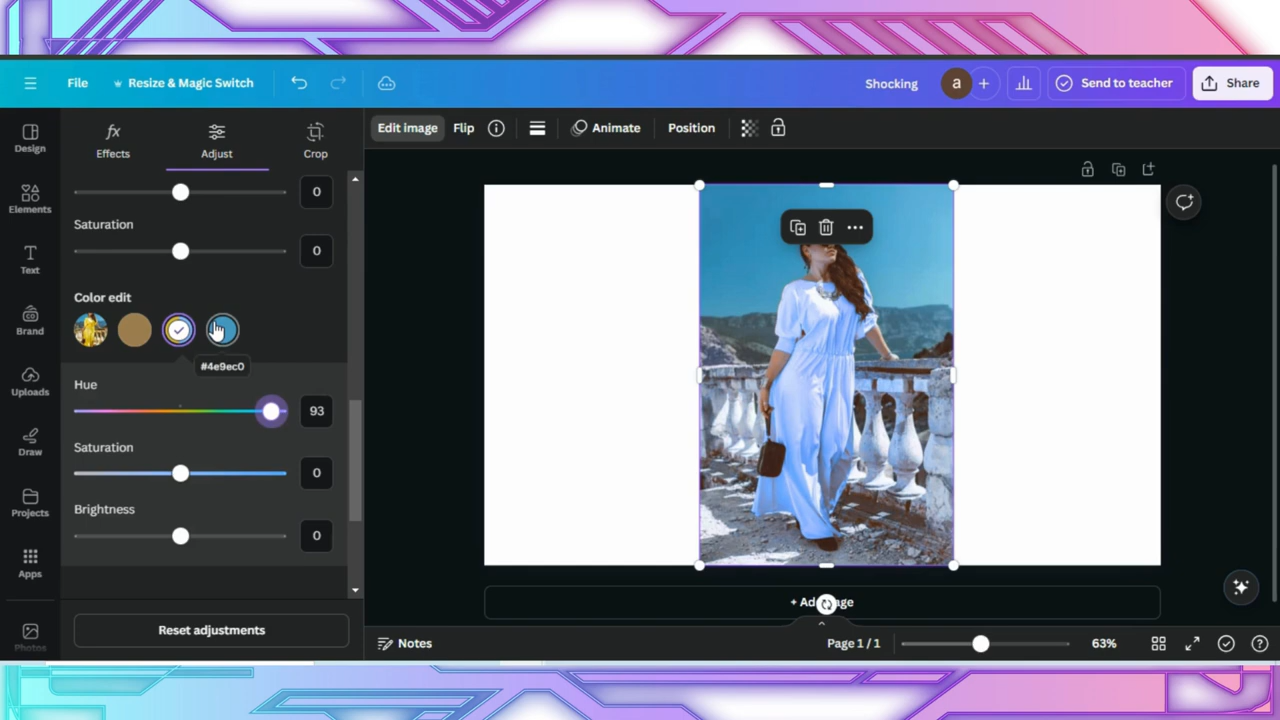 File
Resize & Magic Switch
Shocking
a
Send to teacher
Share
Design
Elements
Text
Brand
Uploads
Draw
Projects
Apps
Photos
fx
Effects
Adjust
Crop
0
Saturation
0
Color edit
#4e9ec0
Hue
93
Saturation
0
Brightness
0
Reset adjustments
Edit image
Flip
Animate
Position
Notes
Page 1 / 1
63%